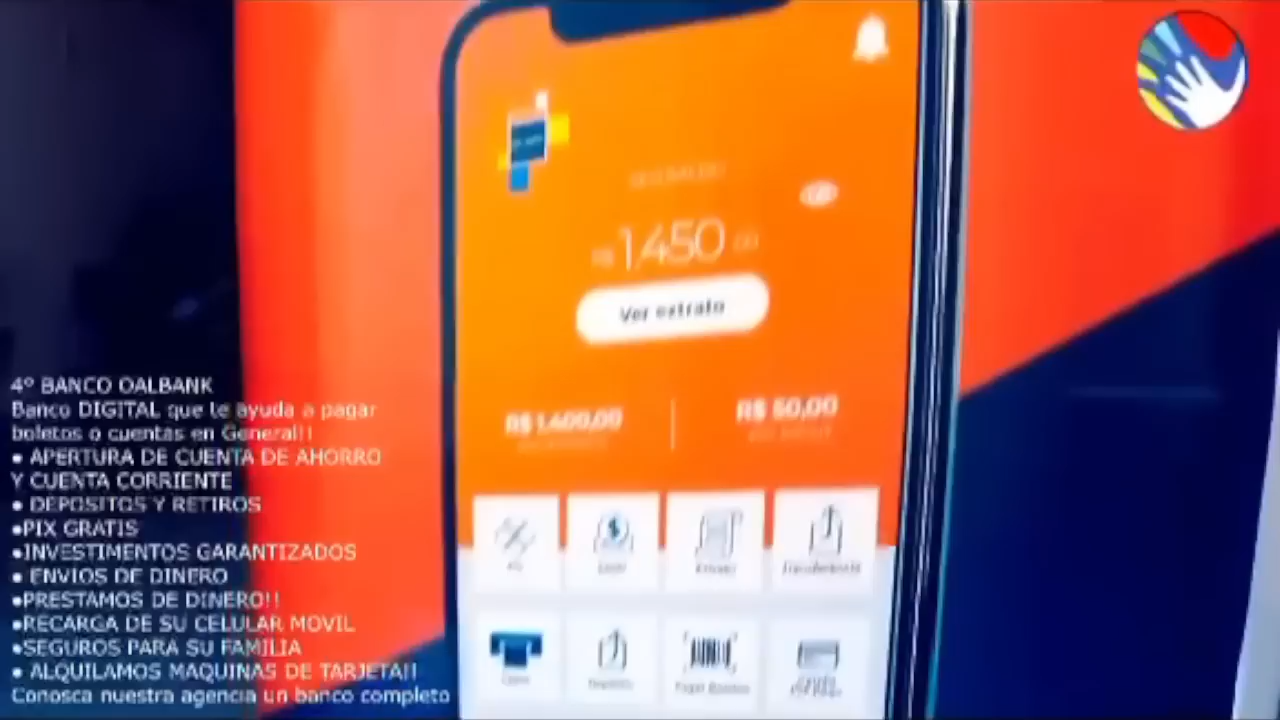 R$ 1.450
Ver extrato
R$ 1.400,00
R$ 50,00
Transferência
4º BANCO OALBANK
Banco DIGITAL que le ayuda a pagar
boletos o cuentas en General!!
• APERTURA DE CUENTA DE AHORRO
Y CUENTA CORRIENTE
• DEPOSITOS Y RETIROS
•PIX GRATIS
•INVESTIMENTOS GARANTIZADOS
• ENVIOS DE DINERO
•PRESTAMOS DE DINERO!!
•RECARGA DE SU CELULAR MOVIL
•SEGUROS PARA SU FAMILIA
• ALQUILAMOS MAQUINAS DE TARJETA!!
Conosca nuestra agencia un banco completo